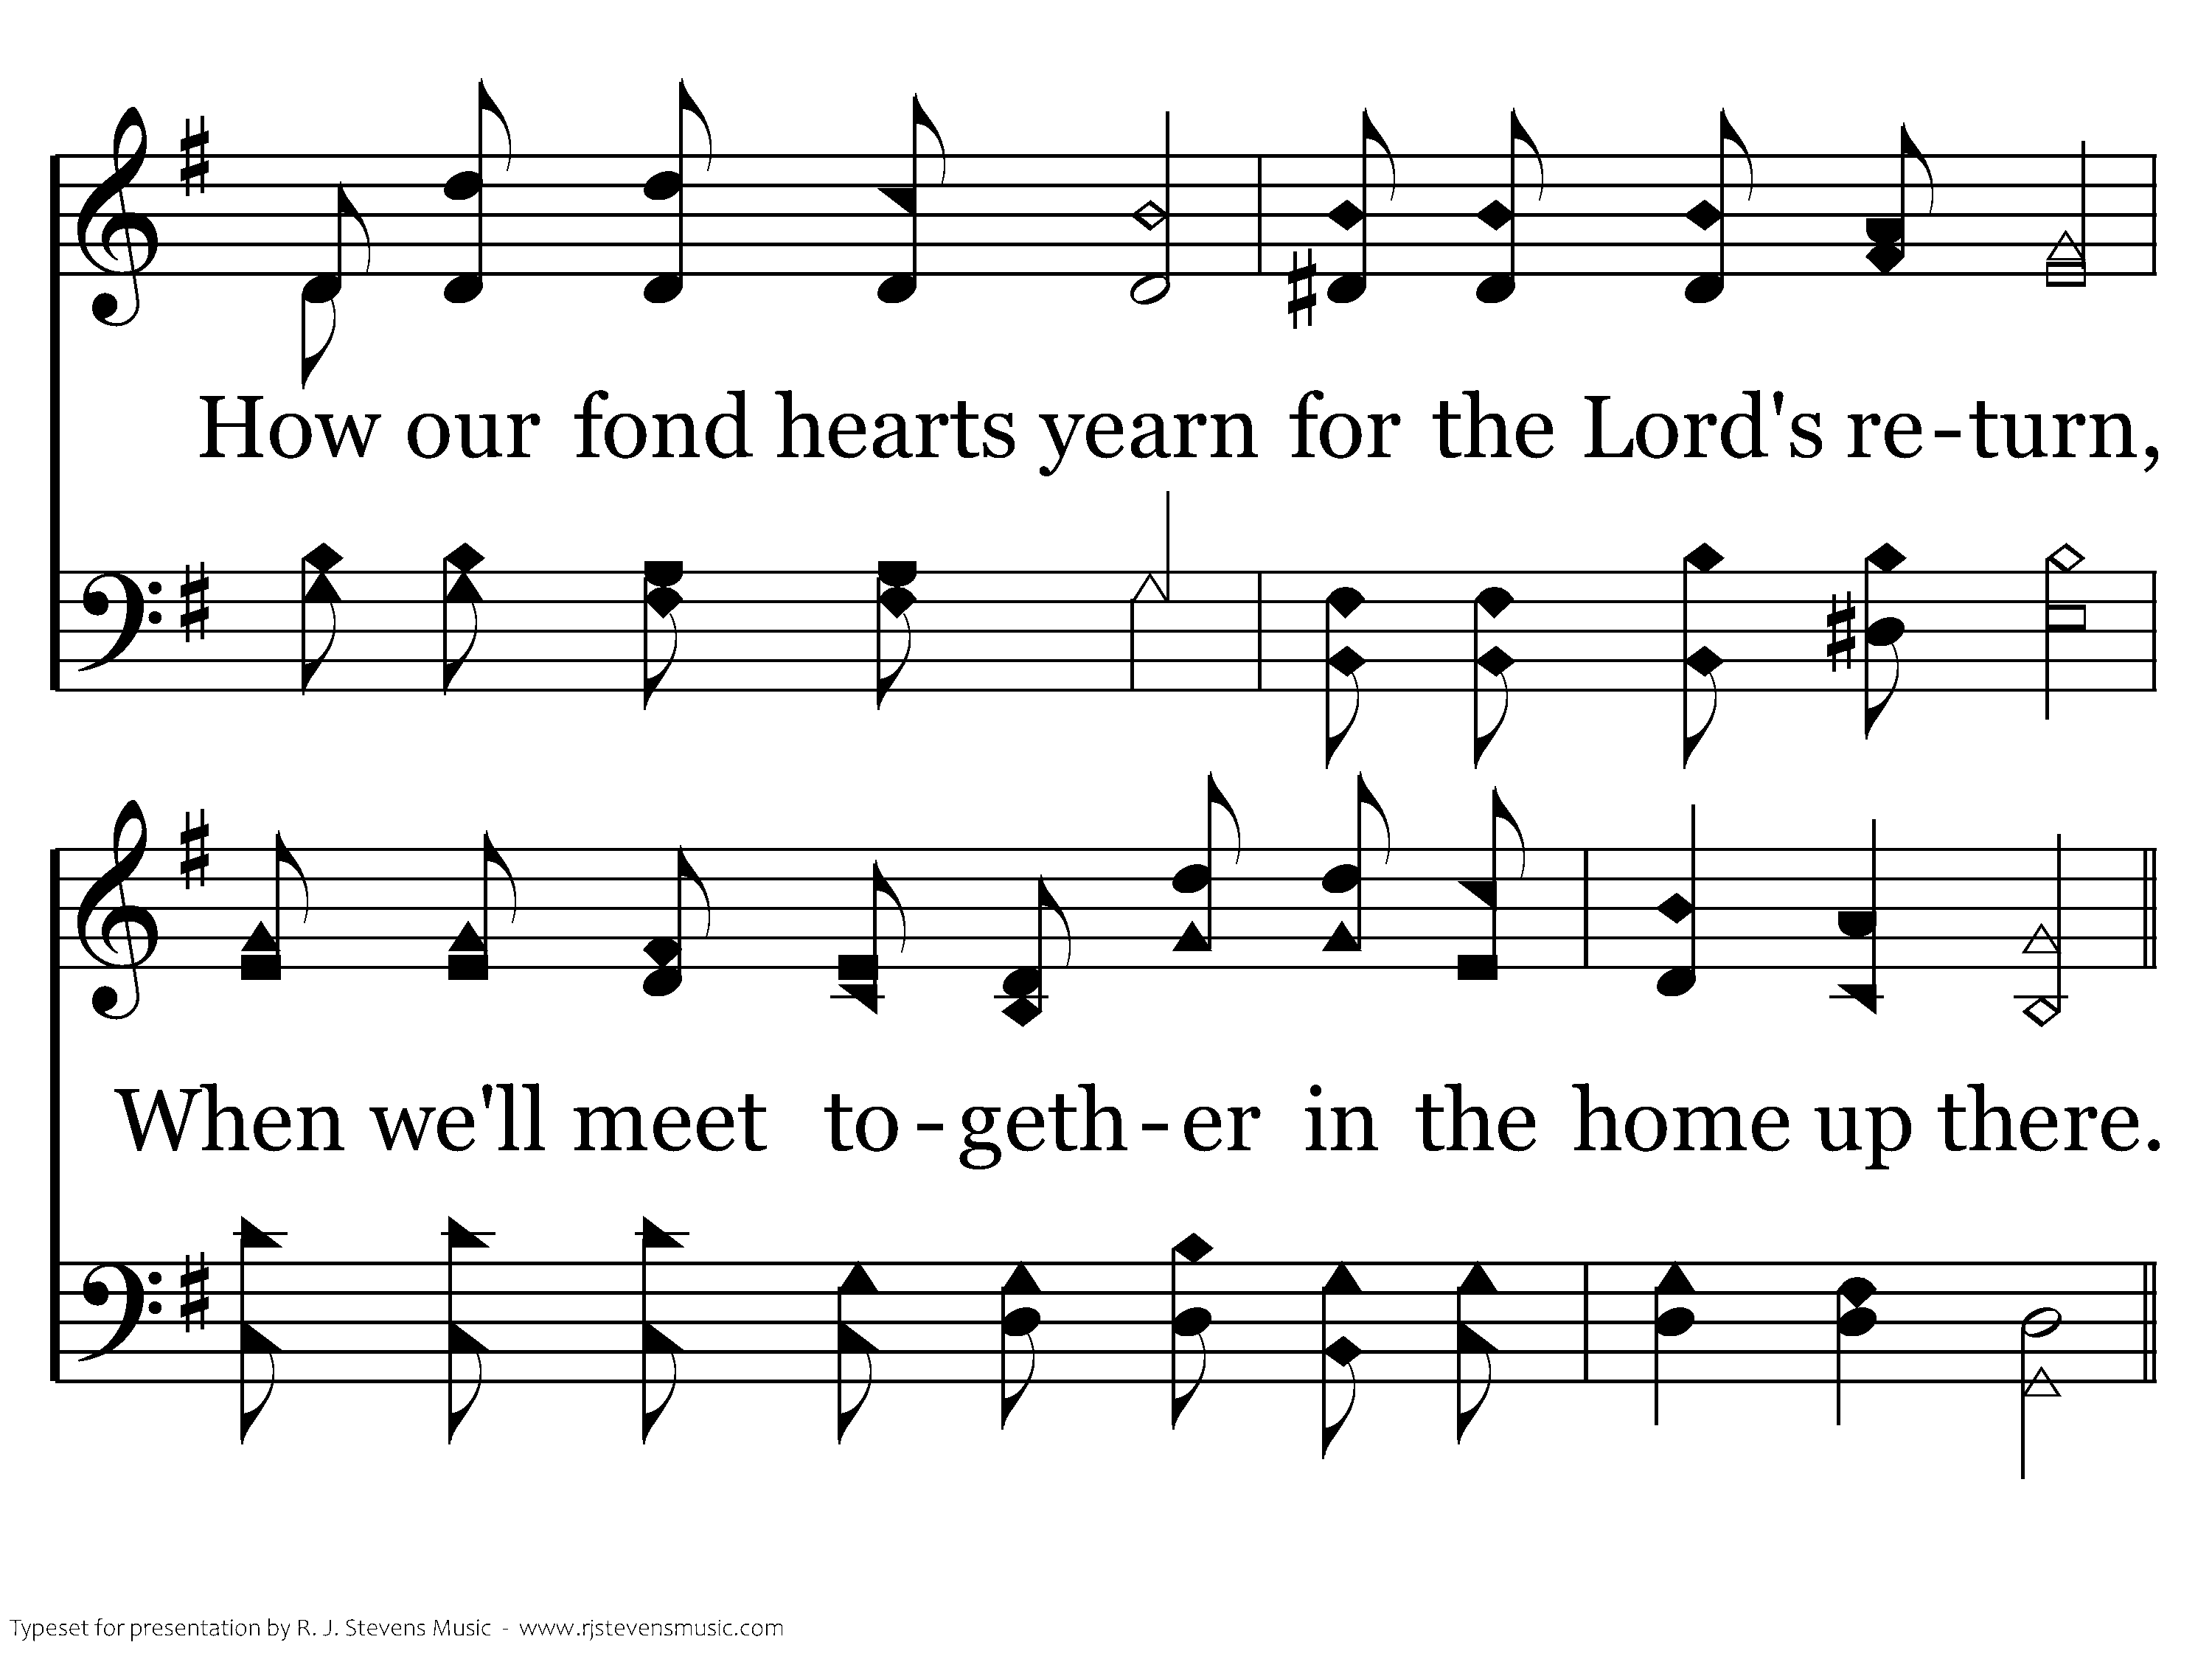 How our fond hearts yearn for the Lord's re-turn,
When we'll meet to-geth-er in the home up there.
Typeset for presentation by R. J. Stevens Music - www.rjstevensmusic.com